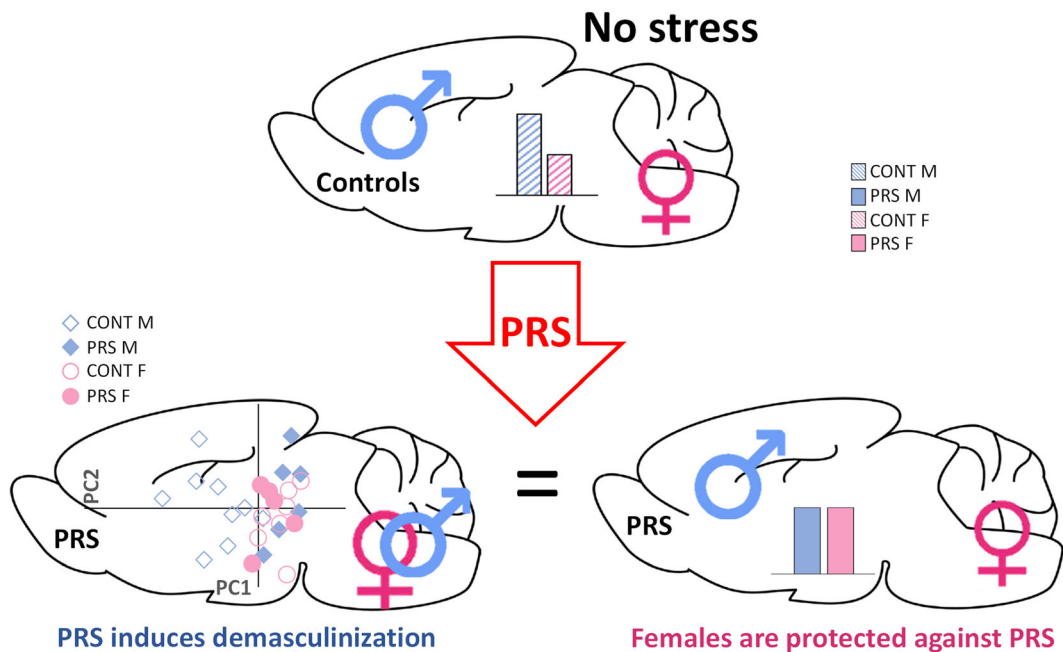 No stress
Controls
CONT M
PRS M
CONT F
PRS F
PRS
CONT M
PRS M
CONT F
PRS F
PC2
PRS
PC1
=
PRS
PRS induces demasculinization
Females are protected against PRS